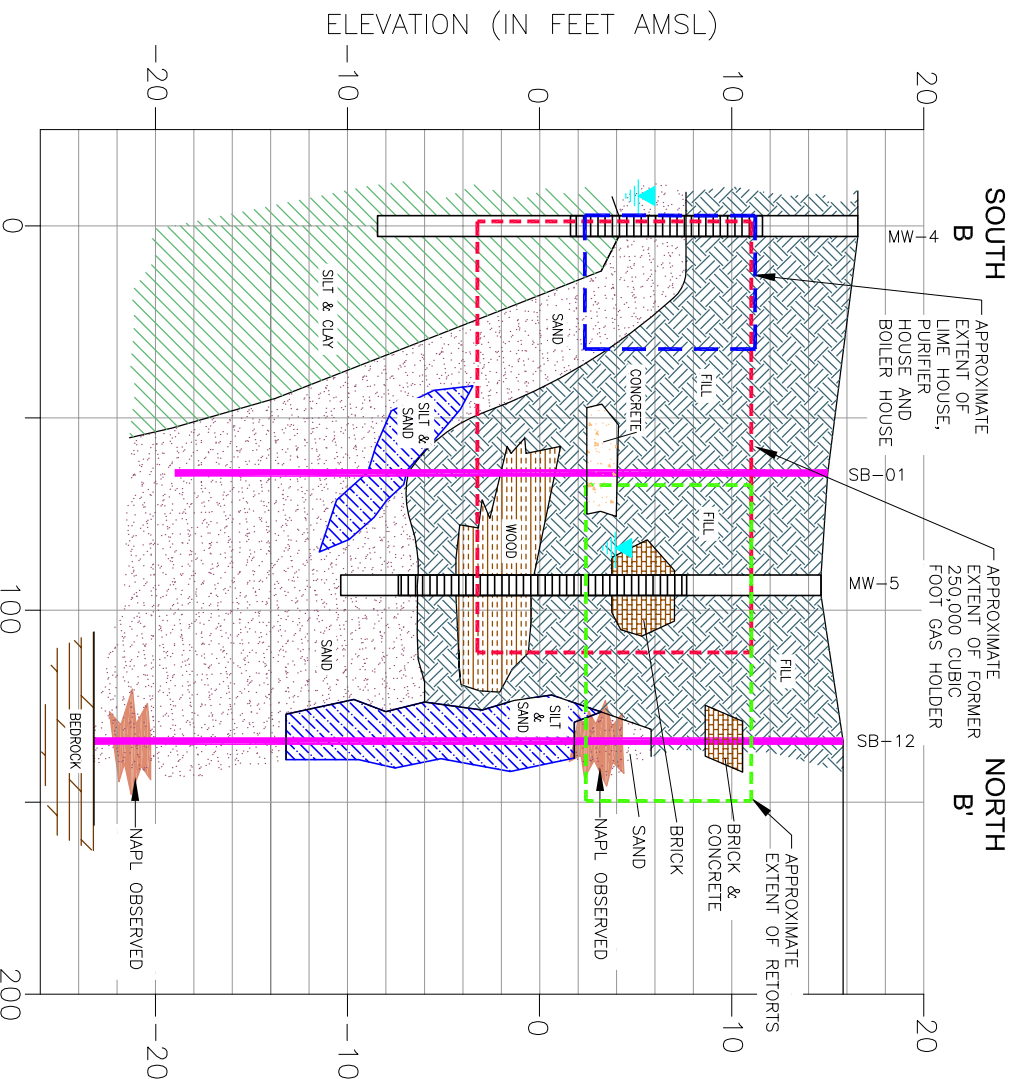 ELEVATION (IN FEET AMSL)
-20
-10
0
10
20
SOUTH
B
MW-4
APPROXIMATE
EXTENT OF
LIME HOUSE,
PURIFIER
HOUSE AND
BOILER HOUSE
SB-01
APPROXIMATE
EXTENT OF FORMER
250,000 CUBIC
FOOT GAS HOLDER
MW-5
SB-12
NORTH
B'
APPROXIMATE
EXTENT OF RETORTS
BRICK &
CONCRETE
BRICK
SAND
NAPL OBSERVED
NAPL OBSERVED
FILL
FILL
FILL
CONCRETE
SAND
SILT & CLAY
SILT &
SAND
WOOD
SAND
SILT
&
SAND
BEDROCK
0
100
200
-20
-10
0
10
20